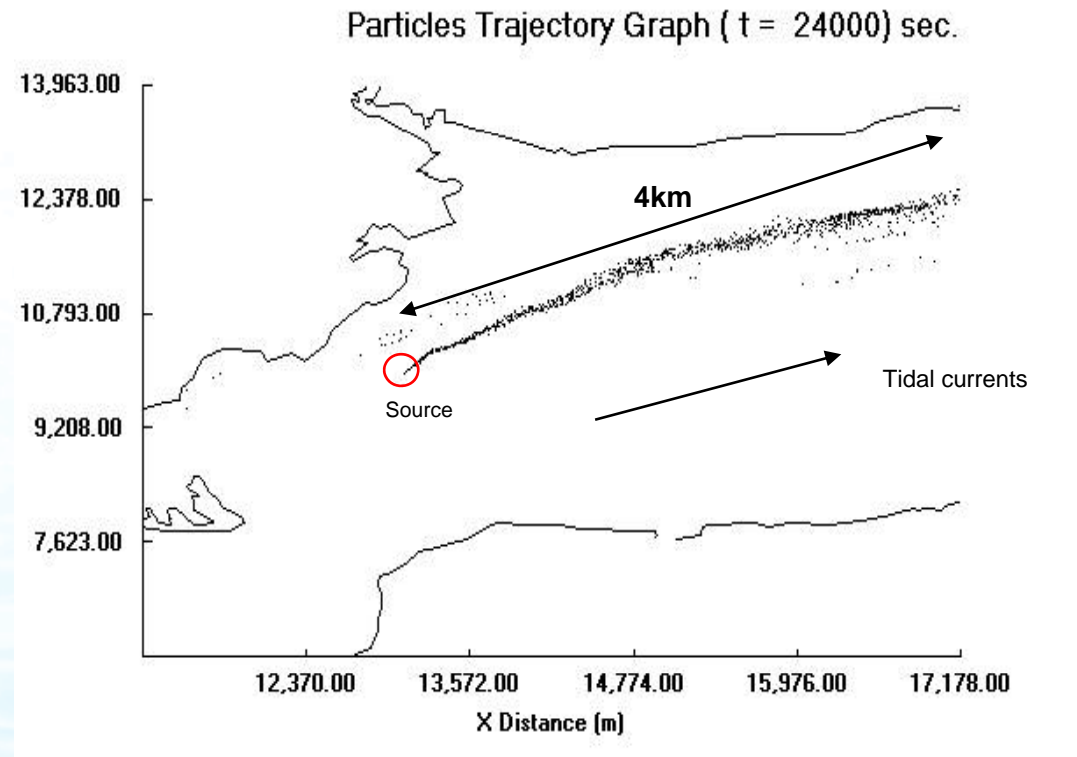 Particles Trajectory Graph ( t =  24000) sec.
13,963.00
12,378.00
4km
10,793.00
Tidal currents
Source
9,208.00
7,623.00
12,370.00 13,572.00 14,774.00 15,976.00 17,178.00
X Distance (m)